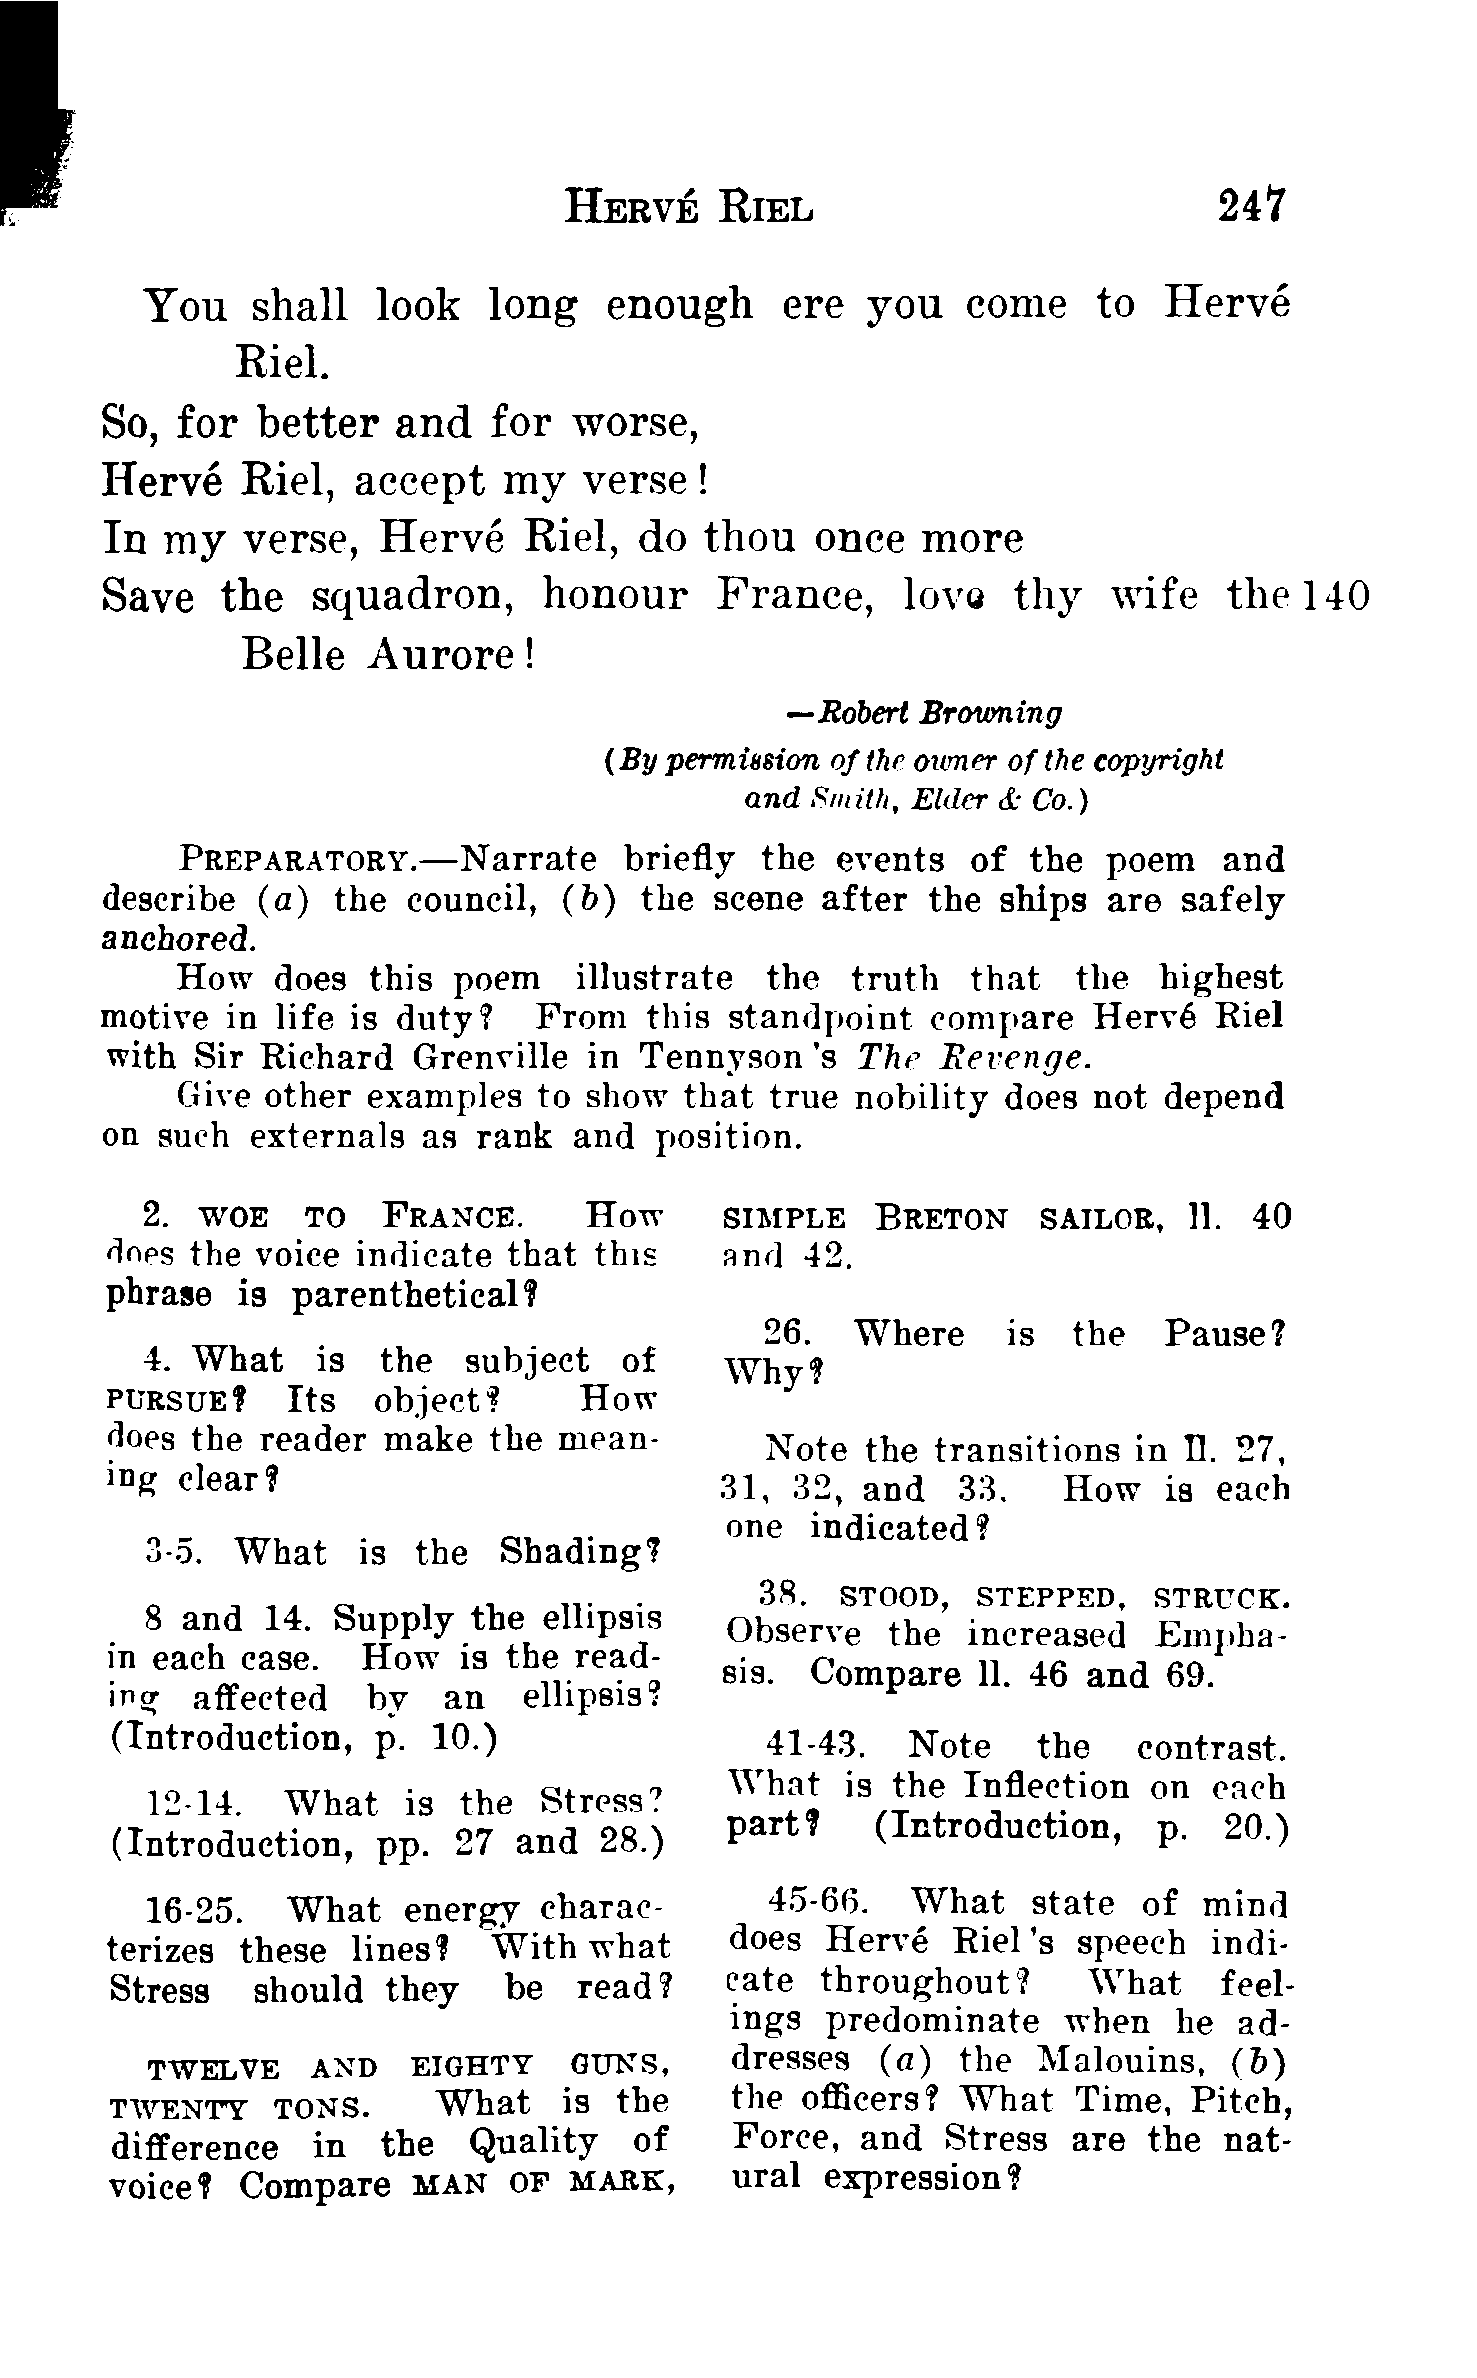 HERVÉ RIEL 247
You shall look long enough ere you come to Hervé
Riel.
So, for better and for worse,
Hervé Riel, accept my verse!
In my verse, Hervé Riel, do thou once more
Save the squadron, honour France, love thy wife the 140
Belle Aurore!
—Robert Browning
(By permission of the owner of the copyright
and Smith, Elder & Co.)
PREPARATORY.—Narrate briefly the events of the poem and
describe (a) the council, (b) the scene after the ships are safely
anchored.
How does this poem illustrate the truth that the highest
motive in life is duty? From this standpoint compare Hervé Riel
with Sir Richard Grenville in Tennyson's The Revenge.
Give other examples to show that true nobility does not depend
on such externals as rank and position.
2. WOE TO FRANCE. How
does the voice indicate that this
phrase is parenthetical?
4. What is the subject of
PURSUE? Its object? How
does the reader make the mean-
ing clear?
3-5. What is the Shading?
8 and 14. Supply the ellipsis
in each case. How is the read-
ing affected by an ellipsis?
(Introduction, p. 10.)
12-14. What is the Stress?
(Introduction, pp. 27 and 28.)
16-25. What energy charac-
terizes these lines? With what
Stress should they be read?
TWELVE AND EIGHTY GUNS,
TWENTY TONS. What is the
difference in the Quality of
voice? Compare MAN OF MARK,
SIMPLE BRETON SAILOR, ll. 40
and 42.
26. Where is the Pause?
Why?
Note the transitions in ll. 27,
31, 32, and 33. How is each
one indicated?
38. STOOD, STEPPED, STRUCK.
Observe the increased Empha-
sis. Compare ll. 46 and 69.
41-43. Note the contrast.
What is the Inflection on each
part? (Introduction, p. 20.)
45-66. What state of mind
does Hervé Riel's speech indi-
cate throughout? What feel-
ings predominate when he ad-
dresses (a) the Malouins, (b)
the officers? What Time, Pitch,
Force, and Stress are the nat-
ural expression?